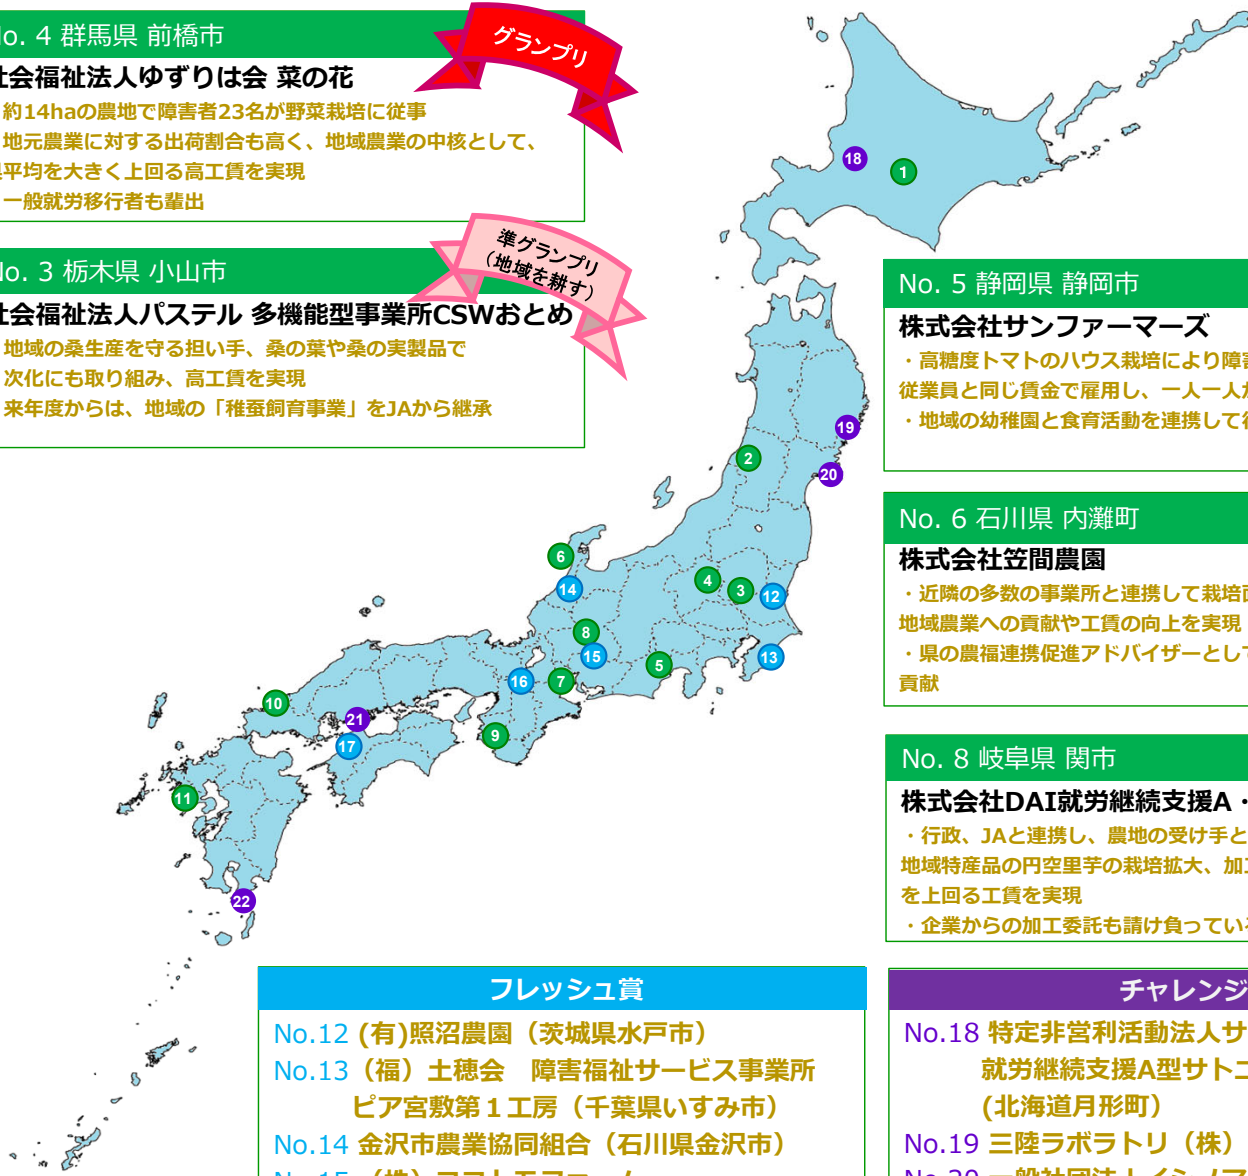 No. 4 群馬県 前橋市
グランプリ
社会福祉法人ゆずりは会 菜の花
約14haの農地で障害者23名が野菜栽培に従事
地元農業に対する出荷割合も高く、地域農業の中核として、
平均を大きく上回る高工賃を実現
一般就労移行者も輩出
No. 3 栃木県 小山市
準グランプリ
(地域を耕す)
社会福祉法人パステル 多機能型事業所CSWおとめ
地域の桑生産を守る担い手、桑の葉や桑の実製品で
次化にも取り組み、高工賃を実現
来年度からは、地域の「稚蚕飼育事業」をJAから継承
No. 5 静岡県 静岡市
株式会社サンファーマーズ
・高糖度トマトのハウス栽培により障害
従業員と同じ賃金で雇用し、一人一人が
・地域の幼稚園と食育活動を連携して
No. 6 石川県 内灘町
株式会社笠間農園
・近隣の多数の事業所と連携して栽培面
地域農業への貢献や工賃の向上を実現
・県の農福連携促進アドバイザーとして
貢献
No. 8 岐阜県 関市
株式会社DAI就労継続支援A・
・行政、JAと連携し、農地の受け手と
地域特産品の円空里芋の栽培拡大、加工
を上回る工賃を実現
・企業からの加工委託も請け負ってい
18
1
19
2
20
6
4
3
12
14
8
15
5
13
16
7
10
21
17
9
11
22
フレッシュ賞
No.12 (有)照沼農園（茨城県水戸市）
No.13（福）土穂会　障害福祉サービス事業所
ピア宮敷第１工房（千葉県いすみ市）
No.14 金沢市農業協同組合（石川県金沢市）
チャレンジ
No.18 特定非営利活動法人サ
就労継続支援A型サトニ
(北海道月形町）
No.19 三陸ラボラトリ（株）